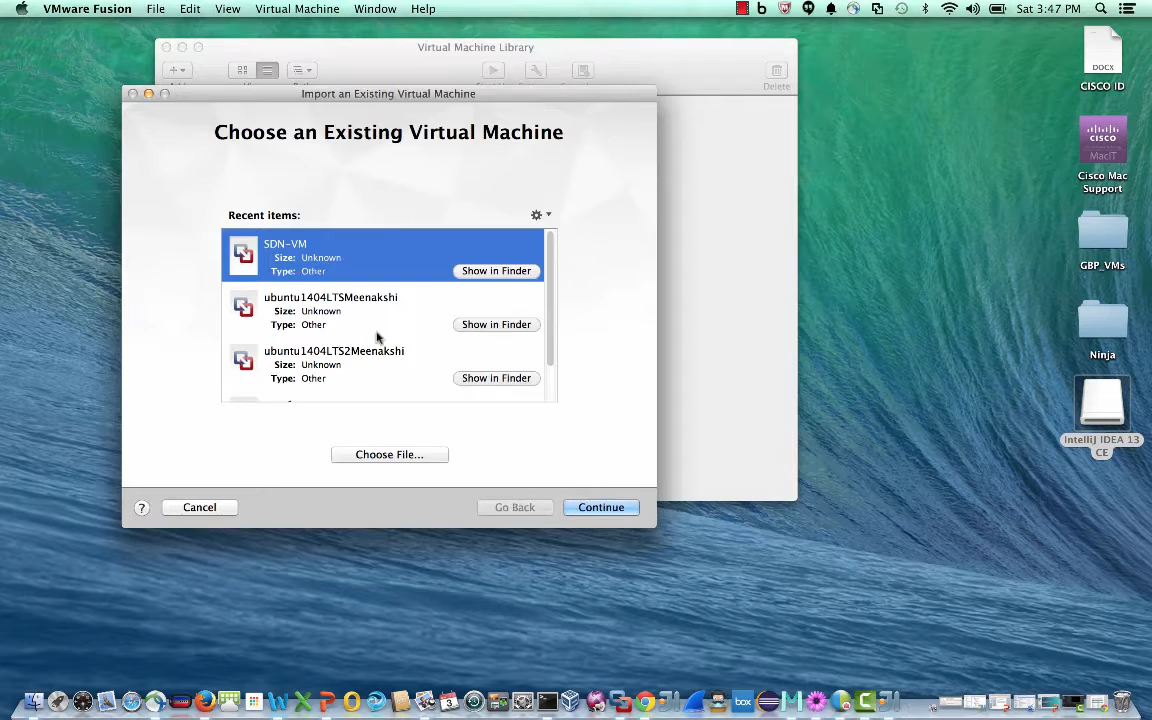 VMware Fusion File Edit View Virtual Machine Window Help Sat 3:47 PM
Virtual Machine Library
Delete
Import an Existing Virtual Machine
Choose an Existing Virtual Machine
Recent items:
SDN-VM
Size: Unknown
Type: Other
Show in Finder
ubuntu1404LTSMeenakshi
Size: Unknown
Type: Other
Show in Finder
ubuntu1404LTS2Meenakshi
Size: Unknown
Type: Other
Show in Finder
Choose File...
? Cancel Go Back Continue
DOCX
CISCO ID
cisco
MacIT
Cisco Mac
Support
GBP_VMs
Ninja
IntelliJ IDEA 13
CE
box